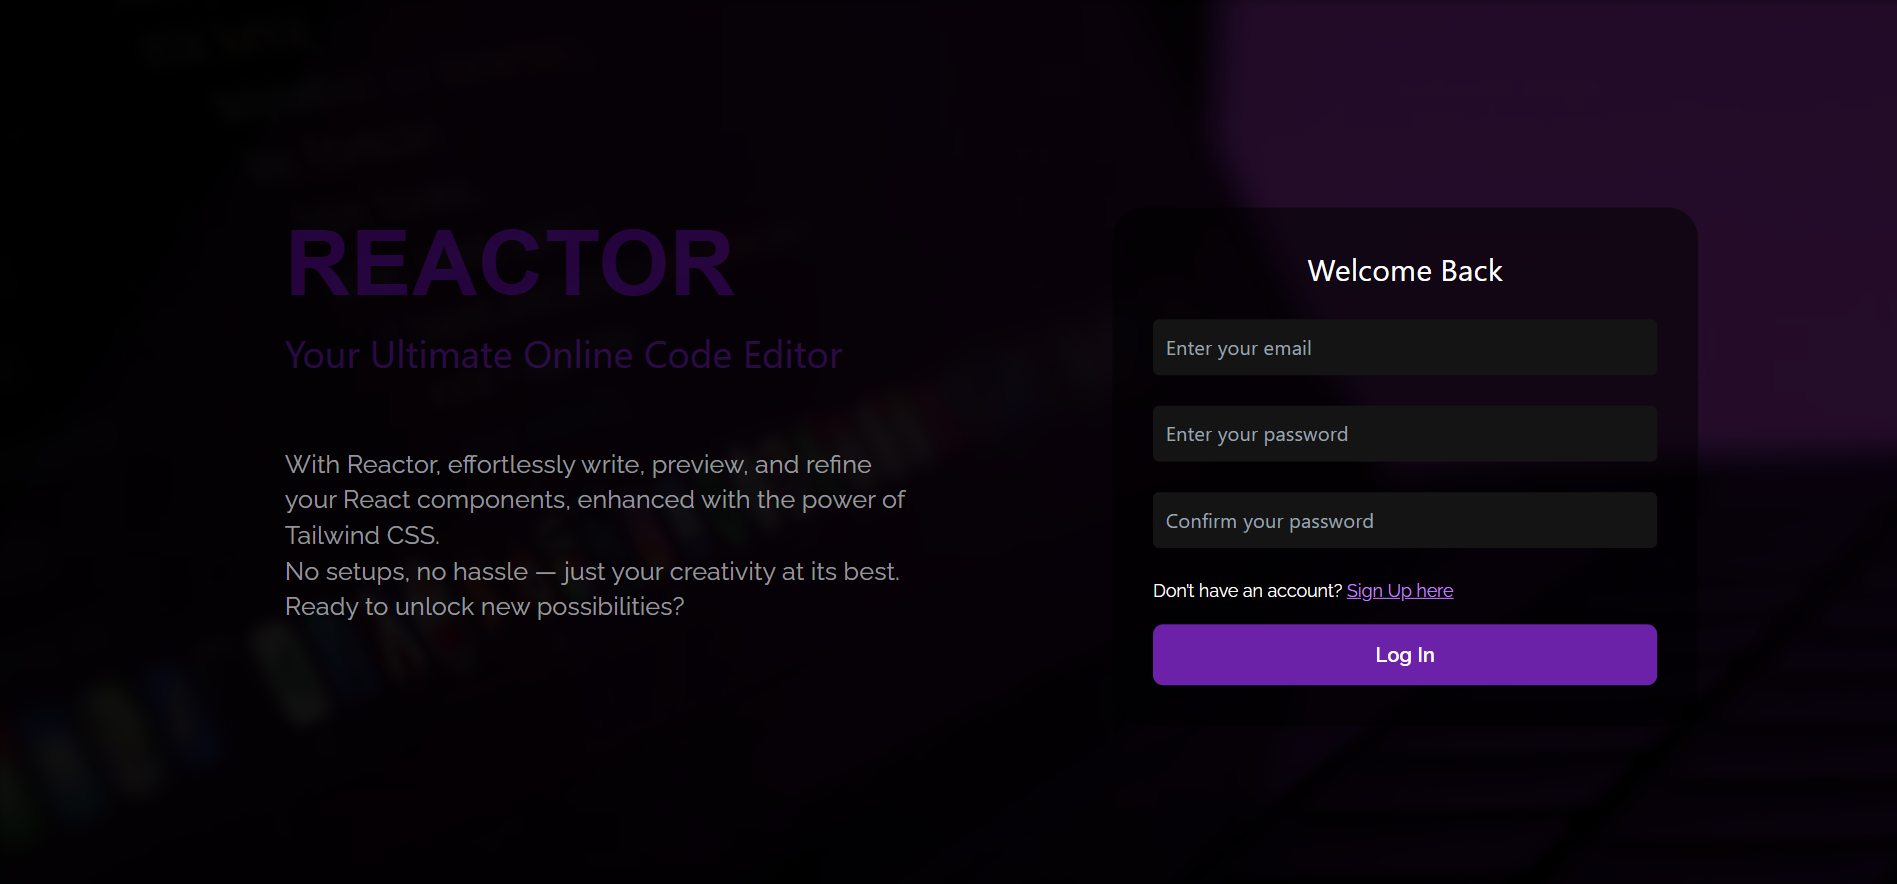 REACTOR
Your Ultimate Online Code Editor
With Reactor, effortlessly write, preview, and refine
your React components, enhanced with the power of
Tailwind CSS.
No setups, no hassle — just your creativity at its best.
Ready to unlock new possibilities?
Welcome Back
Enter your email
Enter your password
Confirm your password
Don't have an account? Sign Up here
Log In